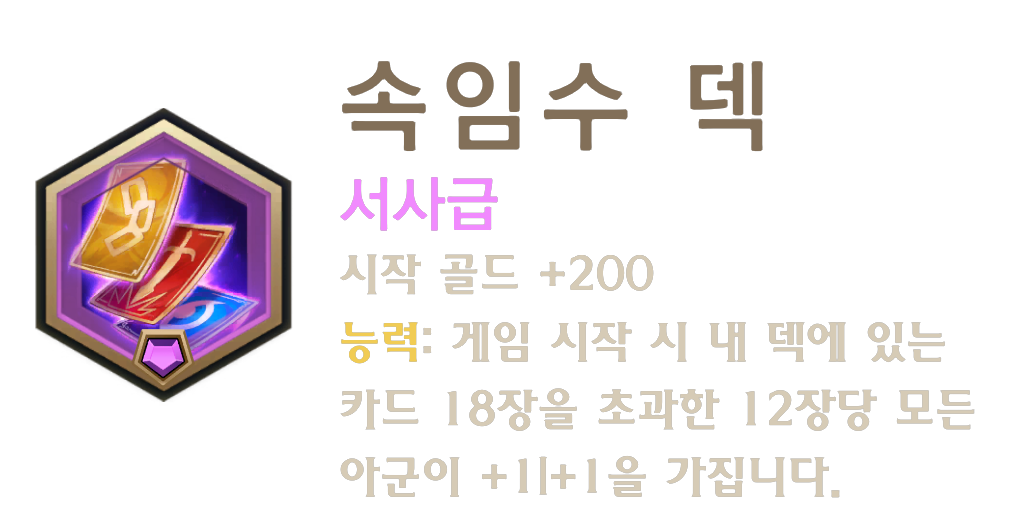 속임수 덱
서사급
시작 골드 +200
능력: 게임 시작 시 내 덱에 있는
카드 18장을 초과한 12장당 모든
아군이 +1|+1을 가집니다.